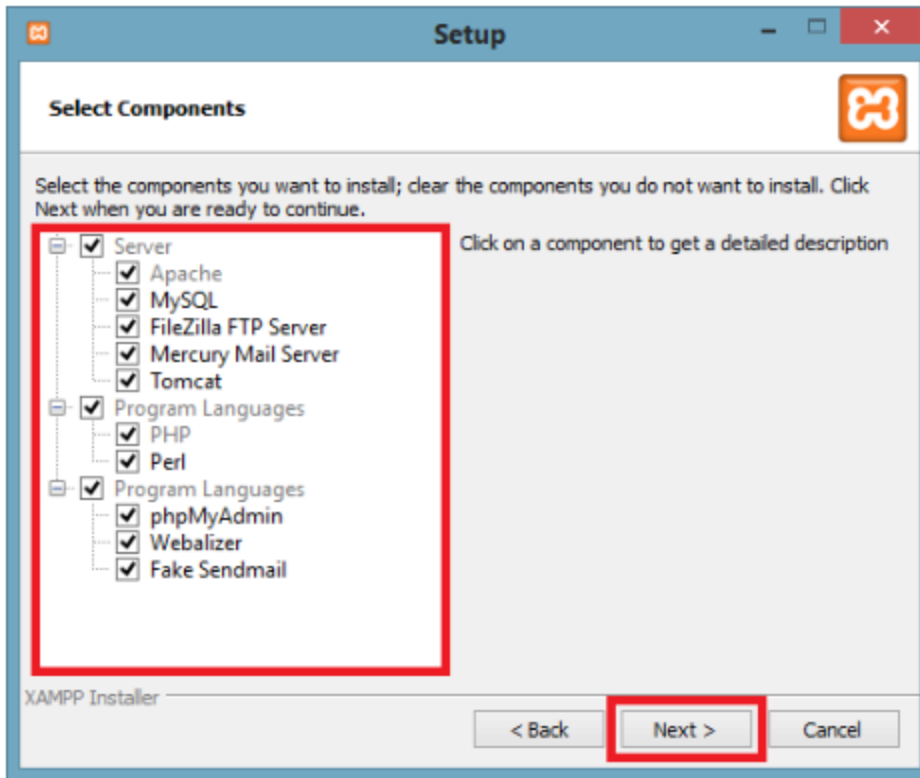 Setup
Select Components
Select the components you want to install; clear the components you do not want to install. Click
Next when you are ready to continue.
Server
Apache
MySQL
FileZilla FTP Server
Mercury Mail Server
Tomcat
Program Languages
PHP
Perl
Program Languages
phpMyAdmin
Webalizer
Fake Sendmail
Click on a component to get a detailed description
XAMPP Installer
< Back
Next >
Cancel